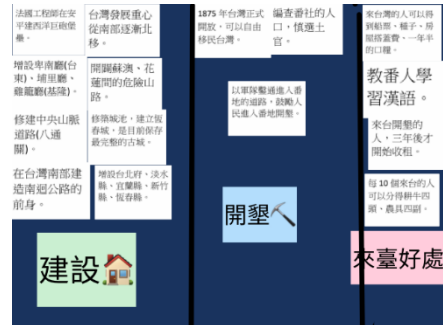 法國工程師在安
平建西洋巨砲堡
壘。
台灣發展重心
從南部逐漸北
移。
增設卑南廳(台
東)、埔里廳、
雞籠廳(基隆)。
開闢蘇澳、花
蓮間的危險山
路。
修建中央山脈
道路(八通
關)。
修築城池,建立恆
春城,是目前保存
最完整的古城。
在台灣南部建
造南迴公路的
前身。
增設台北府、淡水
縣、宜蘭縣、新竹
縣、恆春縣。
建設
1875 年台灣正式
開放,可以自由
移民台灣。
編查番社的人
口,慎選土
官。
以軍隊鑿通進入番
地的道路,鼓勵人
民進入番地開墾。
開墾
來台灣的人可以得
到船票、種子、房
屋搭蓋費、一年半
的口糧。
教番人學
習漢語。
來台開墾的
人,三年後才
開始收租。
每 10 個來台的人
可以分得耕牛四
頭、農具四副。
來臺好處